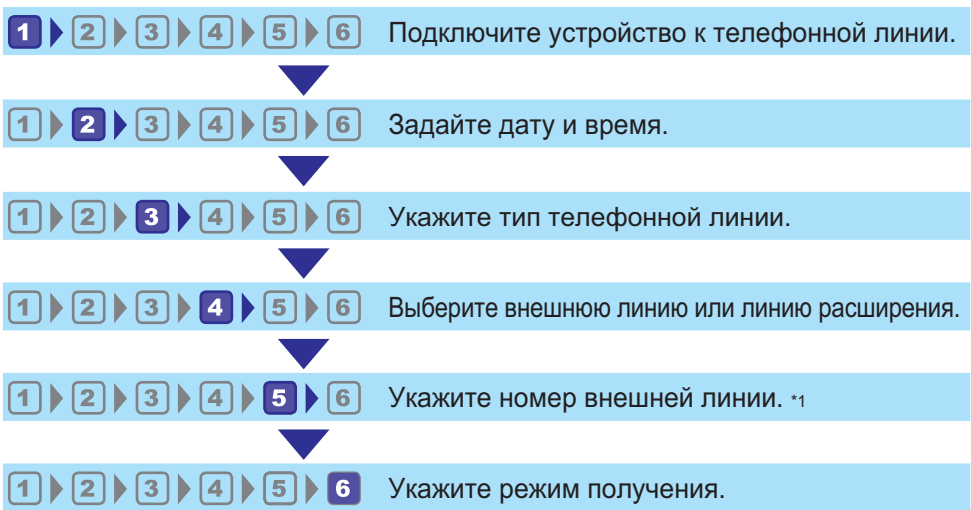 1 2 3 4 5 6 Подключите устройство к телефонной линии.
1 2 3 4 5 6 Задайте дату и время.
1 2 3 4 5 6 Укажите тип телефонной линии.
1 2 3 4 5 6 Выберите внешнюю линию или линию расширения.
1 2 3 4 5 6 Укажите номер внешней линии. *1
1 2 3 4 5 6 Укажите режим получения.